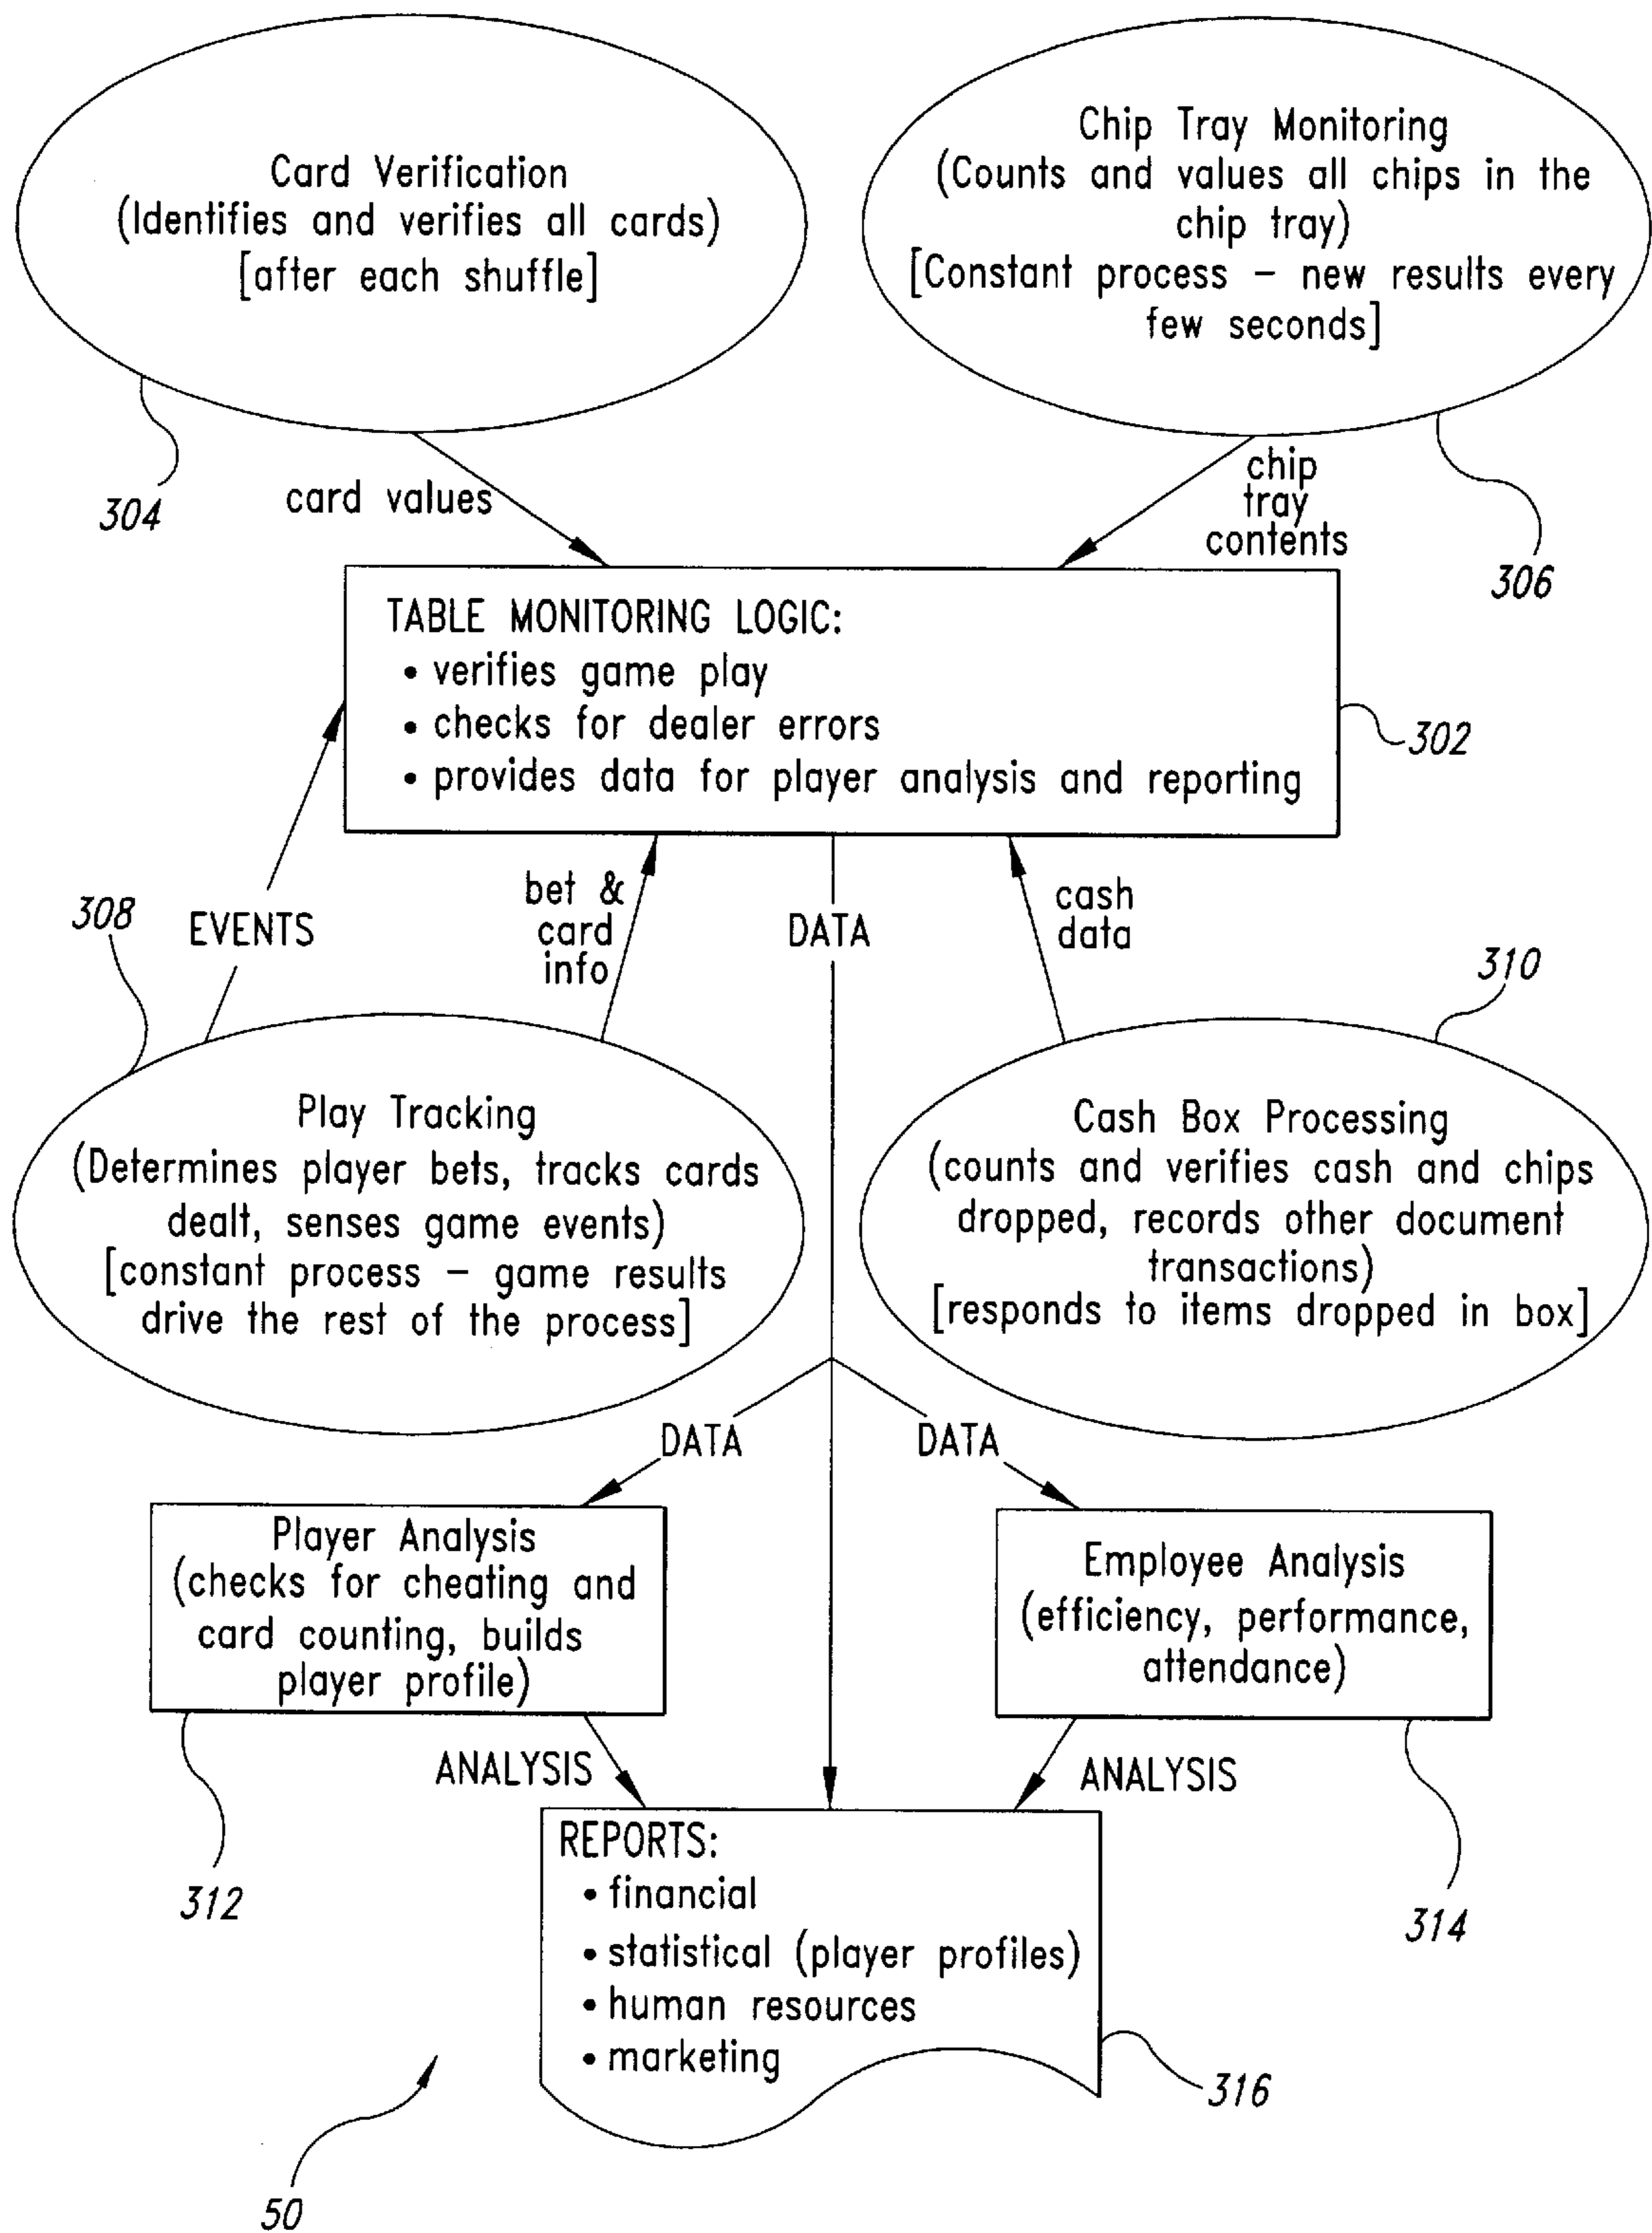 Card Verification
(Identifies and verifies all cards)
[after each shuffle]
Chip Tray Monitoring
(Counts and values all chips in the
chip tray)
[Constant process – new results every
few seconds]
304
card values
chip
tray
contents
306
TABLE MONITORING LOGIC:
• verifies game play
• checks for dealer errors
• provides data for player analysis and reporting
302
308
EVENTS
bet &
card
info
DATA
cash
data
310
Play Tracking
(Determines player bets, tracks cards
dealt, senses game events)
[constant process – game results
drive the rest of the process]
Cash Box Processing
(counts and verifies cash and chips
dropped, records other document
transactions)
[responds to items dropped in box]
DATA
DATA
Player Analysis
(checks for cheating and
card counting, builds
player profile)
Employee Analysis
(efficiency, performance,
attendance)
ANALYSIS
ANALYSIS
312
314
REPORTS:
• financial
• statistical (player profiles)
• human resources
• marketing
316
50